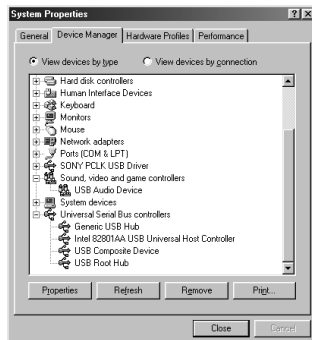 System Properties
General Device Manager Hardware Profiles Performance
View devices by type View devices by connection
Hard disk controllers
Human Interface Devices
Keyboard
Monitors
Mouse
Network adapters
Ports (COM & LPT)
SONY PCLK USB Driver
Sound, video and game controllers
USB Audio Device
System devices
Universal Serial Bus controllers
Generic USB Hub
Intel 82801AA USB Universal Host Controller
USB Composite Device
USB Root Hub
Properties Refresh Remove Print...
Close Cancel